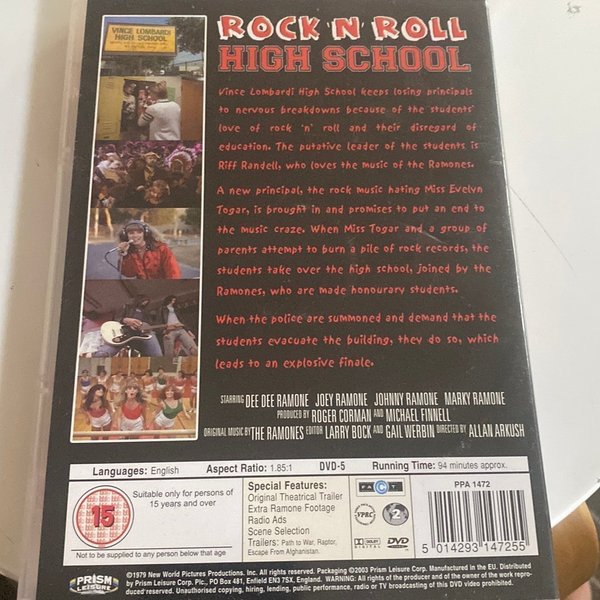 VINCE LOMBARDI
HIGH SCHOOL
ROCK 'N ROLL
HIGH SCHOOL
Vince Lombardi High School keeps losing principals
to nervous breakdowns because of the students'
love of rock 'n' roll and their disregard of
education. The putative leader of the students is
Riff Randell, who loves the music of the Ramones.
A new principal, the rock music hating Miss Evelyn
Togar, is brought in and promises to put an end to
the music craze. When Miss Togar and a group of
parents attempt to burn a pile of rock records, the
students take over the high school, joined by the
Ramones, who are made honourary students.
When the police are summoned and demand that the
students evacuate the building, they do so, which
leads to an explosive finale.
STARRING DEE DEE RAMONE JOEY RAMONE JOHNNY RAMONE MARKY RAMONE
PRODUCED BY ROGER CORMAN AND MICHAEL FINNELL
ORIGINAL MUSIC BY THE RAMONES EDITOR LARRY BOCK AND GAIL WERBIN DIRECTED BY ALLAN ARKUSH
Languages: English Aspect Ratio: 1.85:1 DVD-5 Running Time: 94 minutes approx.
15
Suitable only for persons of
15 years and over
Not to be supplied to any person below that age
Special Features:
Original Theatrical Trailer
Extra Ramone Footage
Radio Ads
Scene Selection
Trailers: Path to War, Raptor,
Escape From Afghanistan.
FACT
VPRC
2
DOLBY
DIGITAL
DVD
PPA 1472
5 014293 147255
PRISM
LEISURE
©1979 New World Pictures Productions, Inc. All rights reserved. Packaging ©2003 Prism Leisure Corp. Manufactured in the EU. Distributed
by Prism Leisure Corp. Plc., PO Box 481, Enfield EN3 7SX, England. WARNING: All rights of the producer and of the owner of the work repro-
duced reserved. Unauthorised copying, hiring, lending, public performance, radio or TV broadcasting of this DVD prohibited.